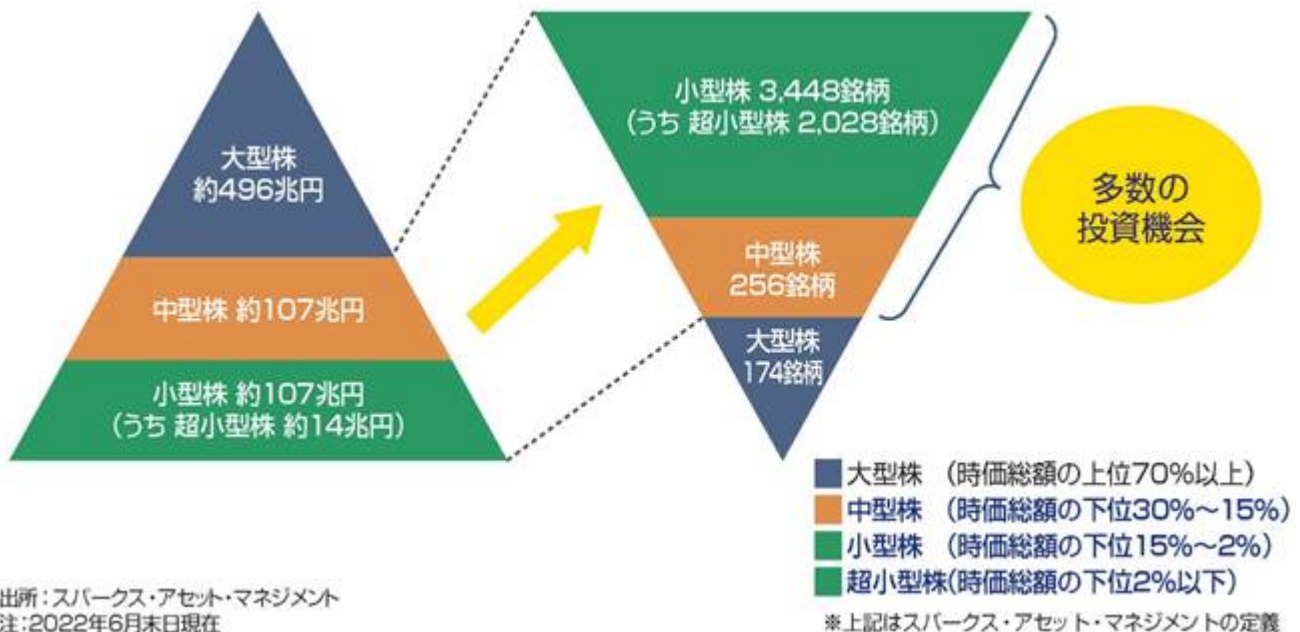 大型株
約496兆円
中型株 約107兆円
小型株 約107兆円
(うち 超小型株 約14兆円)
小型株 3,448銘柄
(うち 超小型株 2,028銘柄)
中型株
256銘柄
大型株
174銘柄
多数の
投資機会
大型株 (時価総額の上位70%以上)
中型株 (時価総額の下位30%～15%)
小型株 (時価総額の下位15%～2%)
超小型株(時価総額の下位2%以下)
※上記はスパークス・アセット・マネジメントの定義
出所:スパークス・アセット・マネジメント
注:2022年6月末日現在